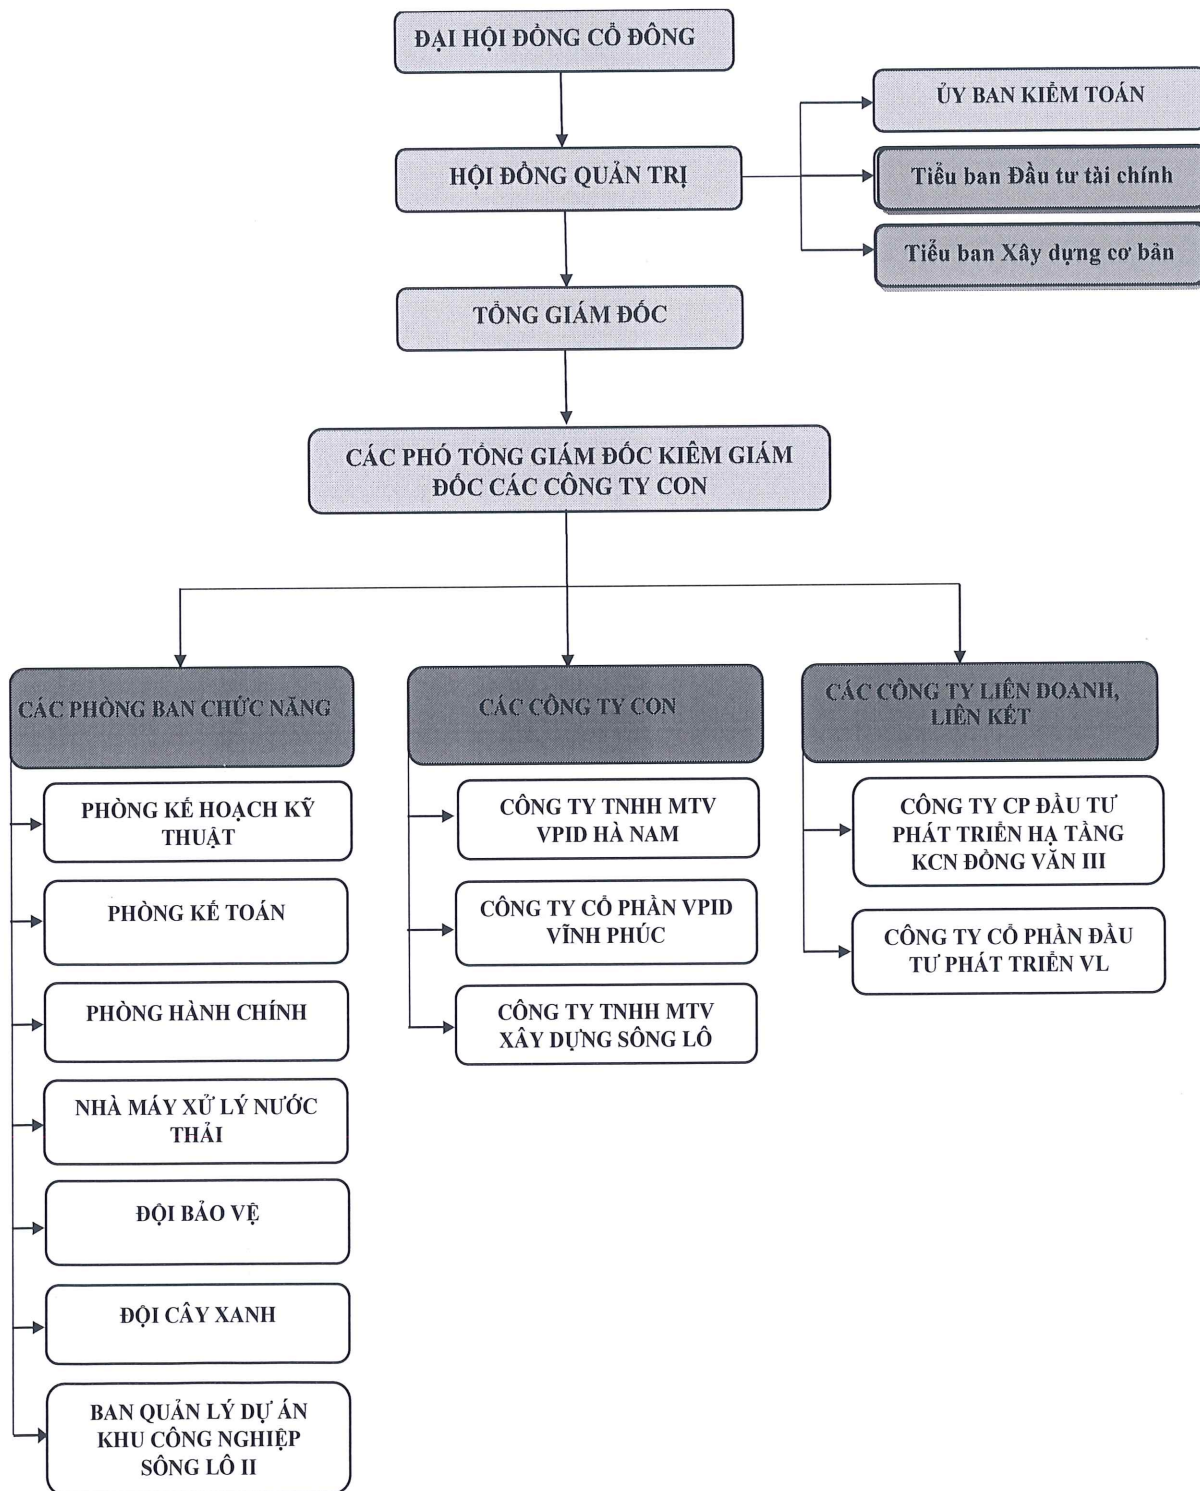 ĐẠI HỘI ĐỒNG CỔ ĐÔNG
ỦY BAN KIỂM TOÁN
HỘI ĐỒNG QUẢN TRỊ
Tiểu ban Đầu tư tài chính
Tiểu ban Xây dựng cơ bản
TỔNG GIÁM ĐỐC
CÁC PHÓ TỔNG GIÁM ĐỐC KIÊM GIÁM
ĐỐC CÁC CÔNG TY CON
CÁC PHÒNG BAN CHỨC NĂNG
PHÒNG KẾ HOẠCH KỸ
THUẬT
PHÒNG KẾ TOÁN
PHÒNG HÀNH CHÍNH
NHÀ MÁY XỬ LÝ NƯỚC
THẢI
ĐỘI BẢO VỆ
ĐỘI CÂY XANH
BAN QUẢN LÝ DỰ ÁN
KHU CÔNG NGHIỆP
SÔNG LÔ II
CÁC CÔNG TY CON
CÔNG TY TNHH MTV
VPID HÀ NAM
CÔNG TY CỔ PHẦN VPID
VĨNH PHÚC
CÔNG TY TNHH MTV
XÂY DỰNG SÔNG LÔ
CÁC CÔNG TY LIÊN DOANH,
LIÊN KẾT
CÔNG TY CP ĐẦU TƯ
PHÁT TRIỂN HẠ TẦNG
KCN ĐỒNG VĂN III
CÔNG TY CỔ PHẦN ĐẦU
TƯ PHÁT TRIỂN VL